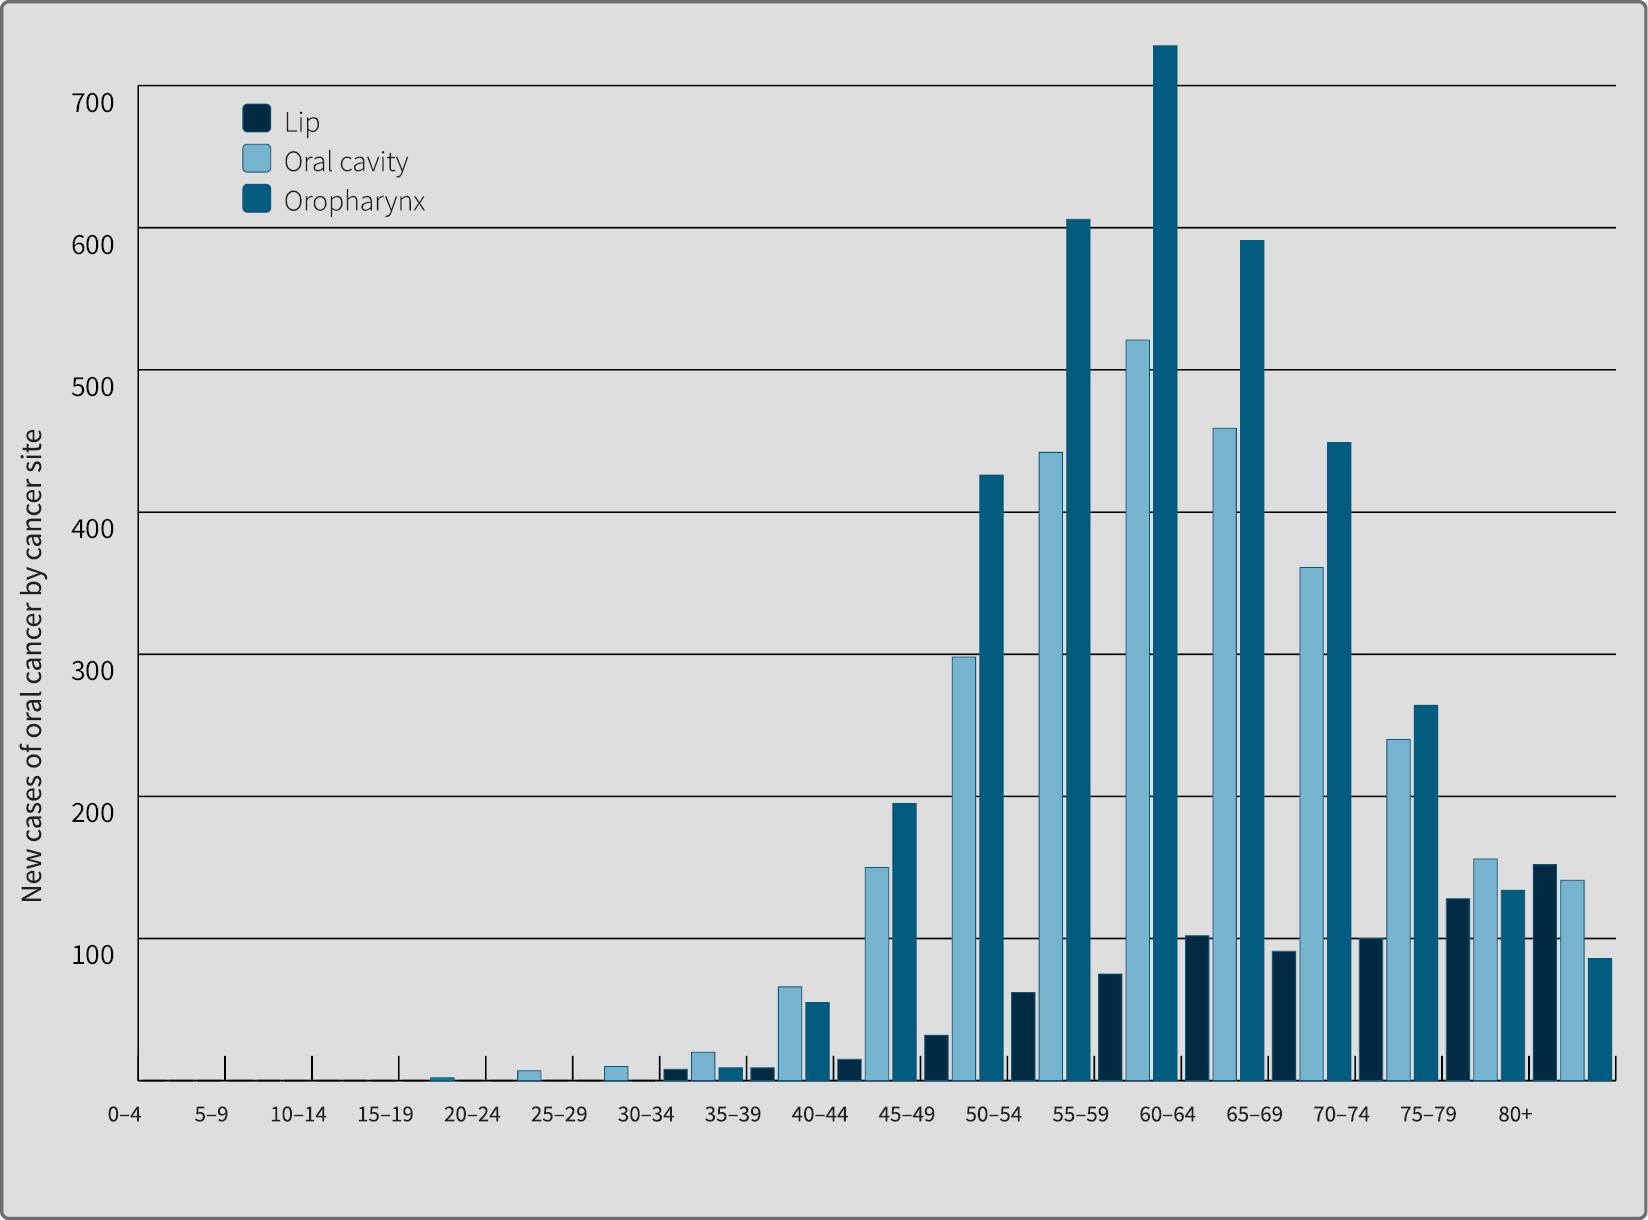 700
Lip
Oral cavity
Oropharynx
600
500
400
300
200
100
New cases of oral cancer by cancer site
0–4 5–9 10–14 15–19 20–24 25–29 30–34 35–39 40–44 45–49 50–54 55–59 60–64 65–69 70–74 75–79 80+